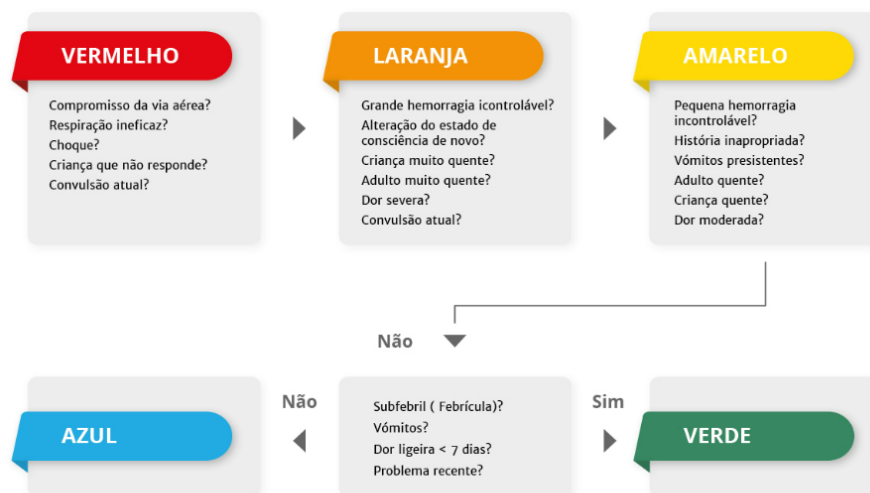 VERMELHO
Compromisso da via aérea?
Respiração ineficaz?
Choque?
Criança que não responde?
Convulsão atual?
LARANJA
Grande hemorragia icontrolável?
Alteração do estado de
consciência de novo?
Criança muito quente?
Adulto muito quente?
Dor severa?
Convulsão atual?
AMARELO
Pequena hemorragia
incontrolável?
História inapropriada?
Vómitos presistentes?
Adulto quente?
Criança quente?
Dor moderada?
Não
AZUL
Não
Subfebril ( Febrícula)?
Vómitos?
Dor ligeira < 7 dias?
Problema recente?
Sim
VERDE